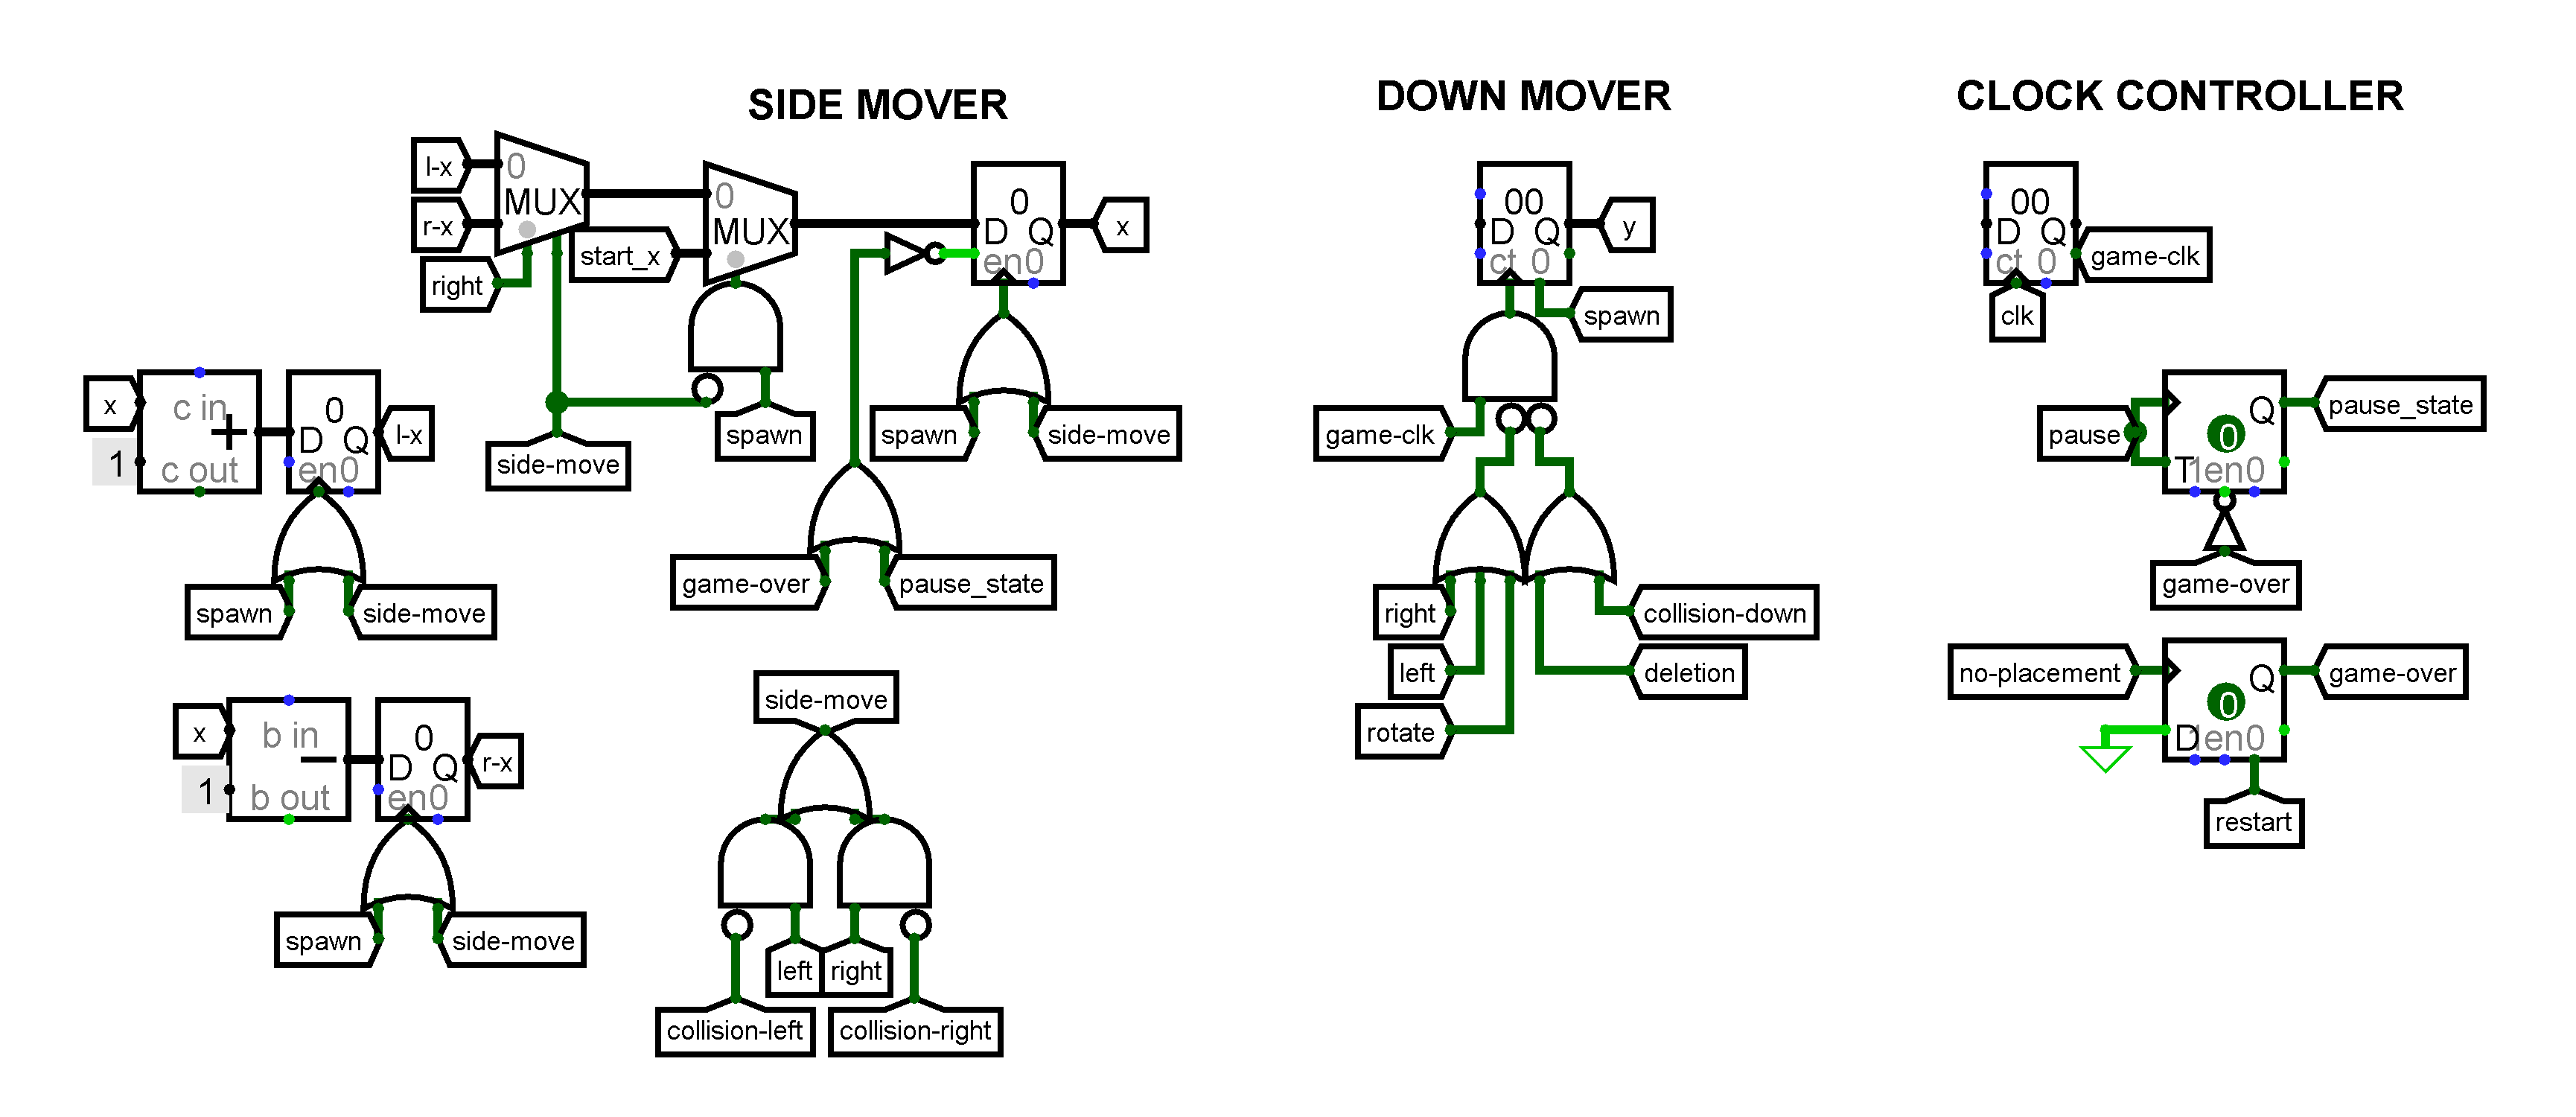 SIDE MOVER
l-x
0
MUX
r-x
right
start_x
0
MUX
0
D Q
en0
x
spawn
side-move
spawn
side-move
x
c in
+
1
c out
0
D Q
en0
l-x
spawn
side-move
game-over
pause_state
x
b in
1
b out
0
D Q
en0
r-x
spawn
side-move
side-move
left
right
collision-left
collision-right
DOWN MOVER
00
D Q
ct 0
y
spawn
game-clk
right
left
rotate
collision-down
deletion
CLOCK CONTROLLER
00
D Q
ct 0
game-clk
clk
pause
Q
0
T1en0
pause_state
game-over
no-placement
Q
0
D1en0
game-over
restart